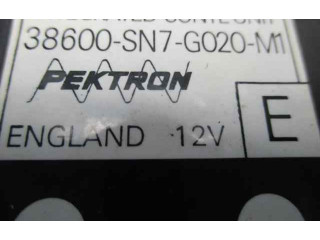 38600-SN7-G020-M1
PEKTRON
ENGLAND 12V E